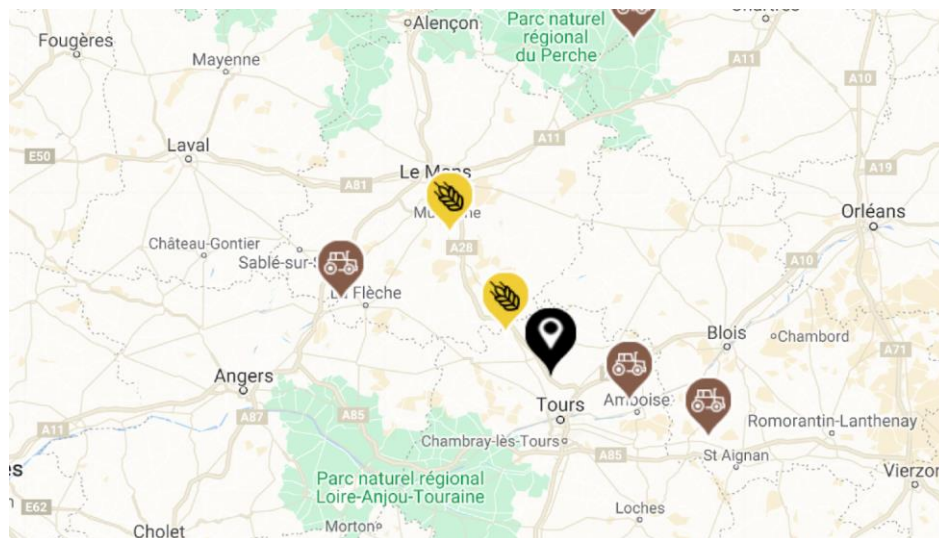 Alençon
Parc naturel
régional
du Perche
Fougères
Mayenne
A11
A10
Laval
E50
A81
A11
A19
Le Mans
Orléans
Château-Gontier
Sablé-sur-S
A28
A10
La Flèche
Blois
Chambord
A71
Angers
Tours
Amboise
A87
A85
A11
Romorantin-Lanthenay
Chambray-lès-Tours
A85
St Aignan
Vierzon
Parc naturel régional
Loire-Anjou-Touraine
E62
Loches
Cholet
Morton